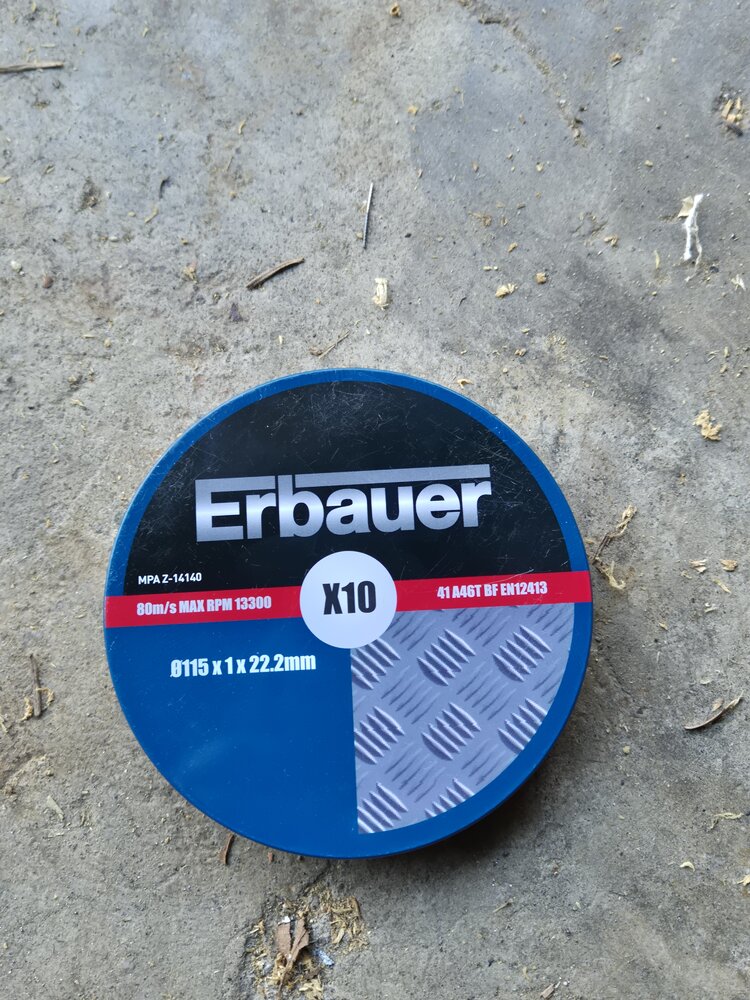 Erbauer
MPA Z-14140
80m/s MAX RPM 13300
X10
41 A46T BF EN12413
Ø115 x 1 x 22.2mm